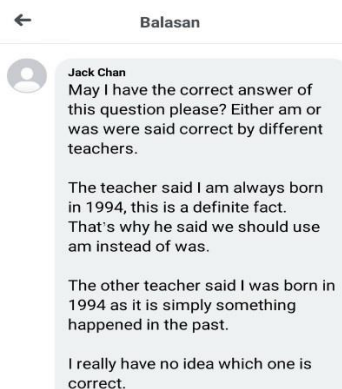 Balasan
Jack Chan
May I have the correct answer of
this question please? Either am or
was were said correct by different
teachers.
The teacher said I am always born
in 1994, this is a definite fact.
That's why he said we should use
am instead of was.
The other teacher said I was born in
1994 as it is simply something
happened in the past.
I really have no idea which one is
correct.